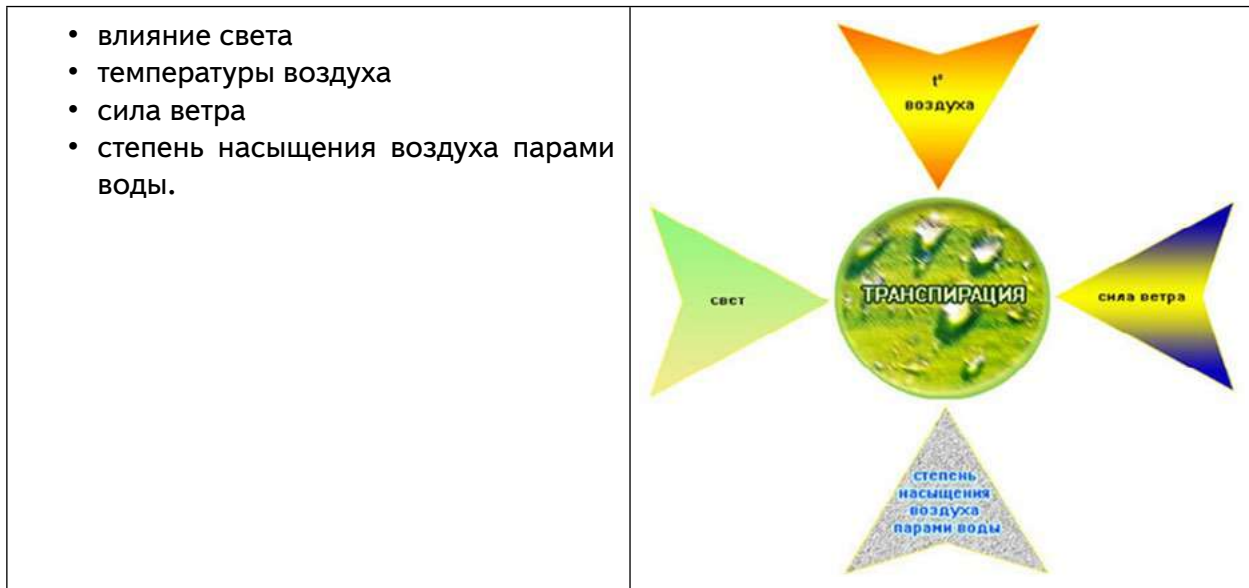 • влияние света
• температуры воздуха
• сила ветра
• степень насыщения воздуха парами
воды.
t°
воздуха
свет
ТРАНСПИРАЦИЯ
сила ветра
степень
насыщения
воздуха
парами воды